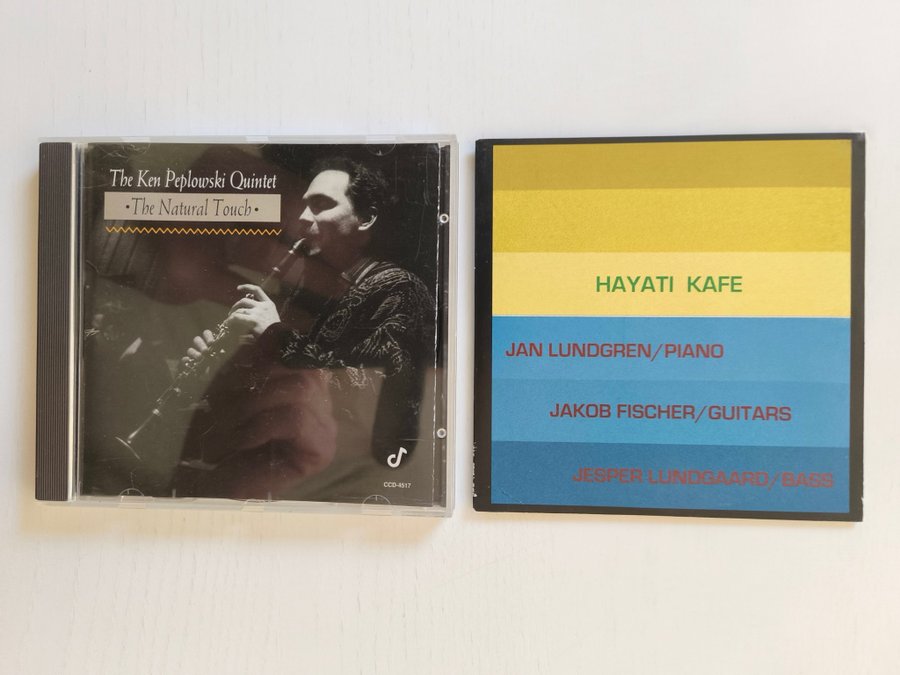 The Ken Peplowski Quintet
•The Natural Touch•
CCD-4517
HAYATI KAFE
JAN LUNDGREN/PIANO
JAKOB FISCHER/GUITARS
JESPER LUNDGAARD/BASS